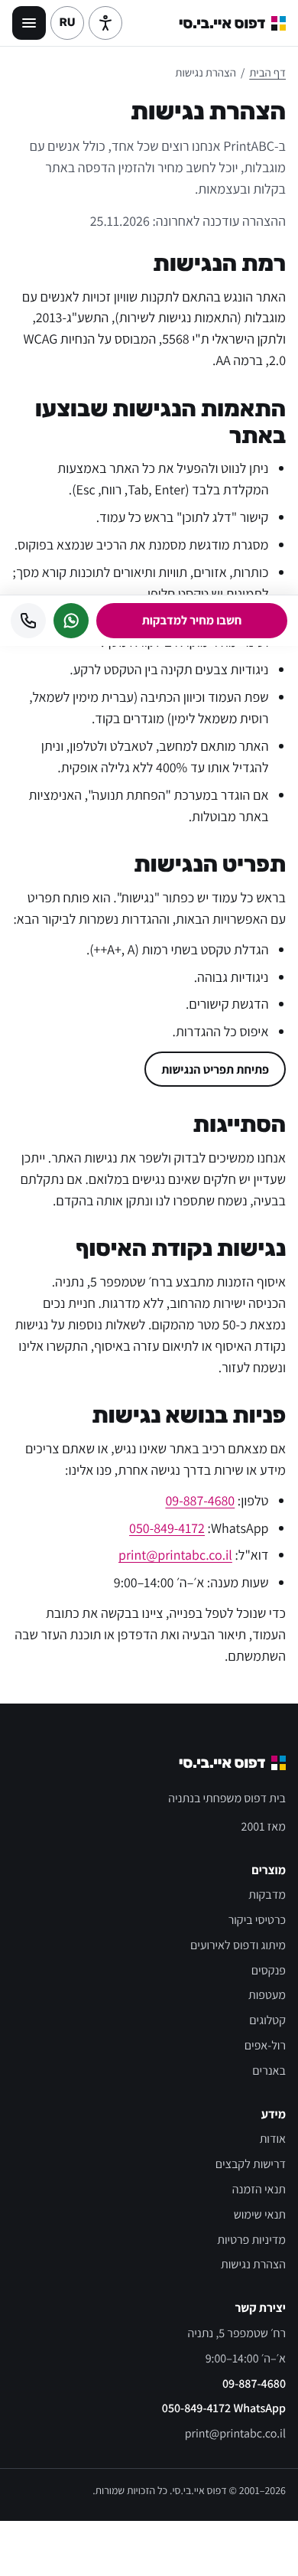 דפוס איי.בי.סי
RU
דף הבית / הצהרת נגישות
הצהרת נגישות
ב-PrintABC אנחנו רוצים שכל אחד, כולל אנשים עם
מוגבלות, יוכל לחשב מחיר ולהזמין הדפסה באתר
בקלות ובעצמאות.
ההצהרה עודכנה לאחרונה: 25.11.2026
רמת הנגישות
האתר הונגש בהתאם לתקנות שוויון זכויות לאנשים עם
מוגבלות (התאמות נגישות לשירות), התשע"ג-2013,
ולתקן הישראלי ת"י 5568, המבוסס על הנחיות WCAG
2.0, ברמה AA.
התאמות הנגישות שבוצעו
באתר
ניתן לנווט ולהפעיל את כל האתר באמצעות
המקלדת בלבד (Tab, Enter, רווח, Esc).
קישור "דלג לתוכן" בראש כל עמוד.
מסגרת מודגשת מסמנת את הרכיב שנמצא בפוקוס.
כותרות, אזורים, תוויות ותיאורים לתוכנות קורא מסך;
חשבו מחיר למדבקות
ניגודיות צבעים תקינה בין הטקסט לרקע.
שפת העמוד וכיוון הכתיבה (עברית מימין לשמאל,
רוסית משמאל לימין) מוגדרים בקוד.
האתר מותאם למחשב, לטאבלט ולטלפון, וניתן
להגדיל אותו עד 400% ללא גלילה אופקית.
אם הוגדר במערכת "הפחתת תנועה", האנימציות
באתר מבוטלות.
תפריט הנגישות
בראש כל עמוד יש כפתור "נגישות". הוא פותח תפריט
עם האפשרויות הבאות, וההגדרות נשמרות לביקור הבא:
הגדלת טקסט בשתי רמות (A+, A++).
ניגודיות גבוהה.
הדגשת קישורים.
איפוס כל ההגדרות.
פתיחת תפריט הנגישות
הסתייגות
אנחנו ממשיכים לבדוק ולשפר את נגישות האתר. ייתכן
שעדיין יש חלקים שאינם נגישים במלואם. אם נתקלתם
בבעיה, נשמח שתספרו לנו ונתקן אותה בהקדם.
נגישות נקודת האיסוף
איסוף הזמנות מתבצע ברח׳ שטמפפר 5, נתניה.
הכניסה ישירות מהרחוב, ללא מדרגות. חניית נכים
נמצאת כ-50 מטר מהמקום. לשאלות נוספות על נגישות
נקודת האיסוף או לתיאום עזרה באיסוף, התקשרו אלינו
ונשמח לעזור.
פניות בנושא נגישות
אם מצאתם רכיב באתר שאינו נגיש, או שאתם צריכים
מידע או שירות בדרך נגישה אחרת, פנו אלינו:
טלפון: 09-887-4680
WhatsApp: 050-849-4172
דוא"ל: print@printabc.co.il
שעות מענה: א׳–ה׳ 9:00–14:00
כדי שנוכל לטפל בפנייה, ציינו בבקשה את כתובת
העמוד, תיאור הבעיה ואת הדפדפן או תוכנת העזר שבה
השתמשתם.
דפוס איי.בי.סי
בית דפוס משפחתי בנתניה
מאז 2001
מוצרים
מדבקות
כרטיסי ביקור
מיתוג ודפוס לאירועים
פנקסים
מעטפות
קטלוגים
רול-אפים
באנרים
מידע
אודות
דרישות לקבצים
תנאי הזמנה
תנאי שימוש
מדיניות פרטיות
הצהרת נגישות
יצירת קשר
רח׳ שטמפפר 5, נתניה
א׳–ה׳ 9:00–14:00
09-887-4680
050-849-4172 WhatsApp
print@printabc.co.il
2001–2026 © דפוס איי.בי.סי. כל הזכויות שמורות.